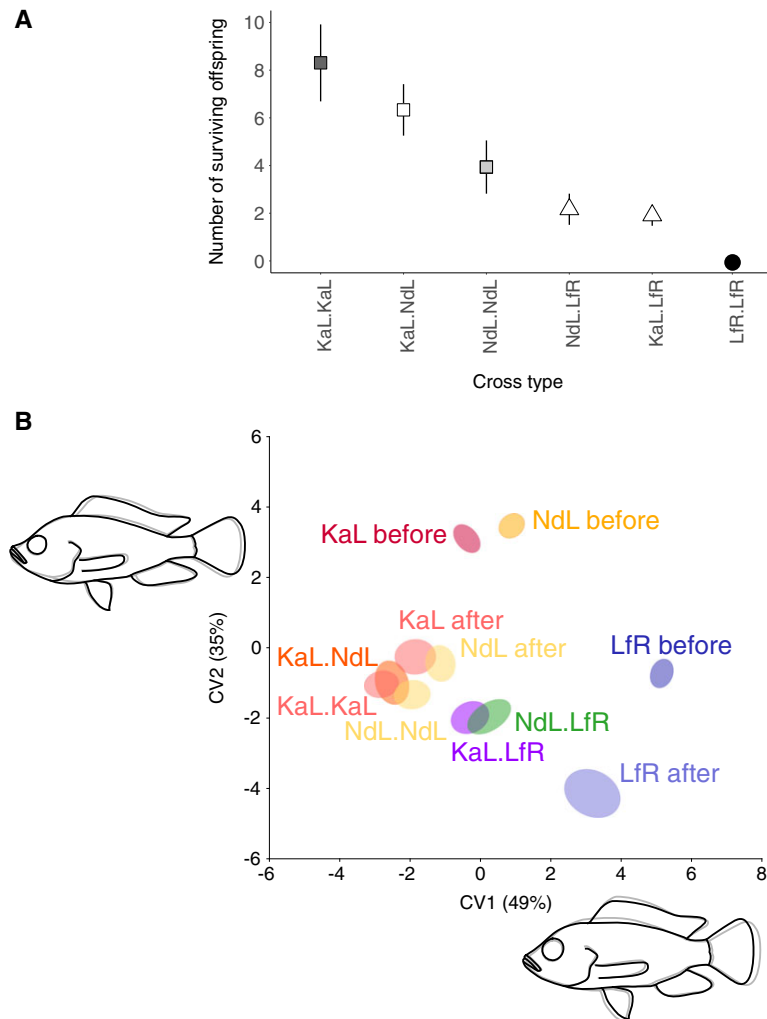 A
Number of surviving offspring
10
8
6
4
2
0
KaL.KaL
KaL.NdL
NdL.NdL
NdL.LfR
KaL.LfR
LfR.LfR
Cross type
B
CV2 (35%)
6
4
2
0
-2
-4
-6
KaL before
NdL before
KaL after
NdL after
LfR before
KaL.NdL
KaL.KaL
NdL.NdL
NdL.LfR
KaL.LfR
LfR after
-6
-4
-2
0
2
4
6
8
CV1 (49%)